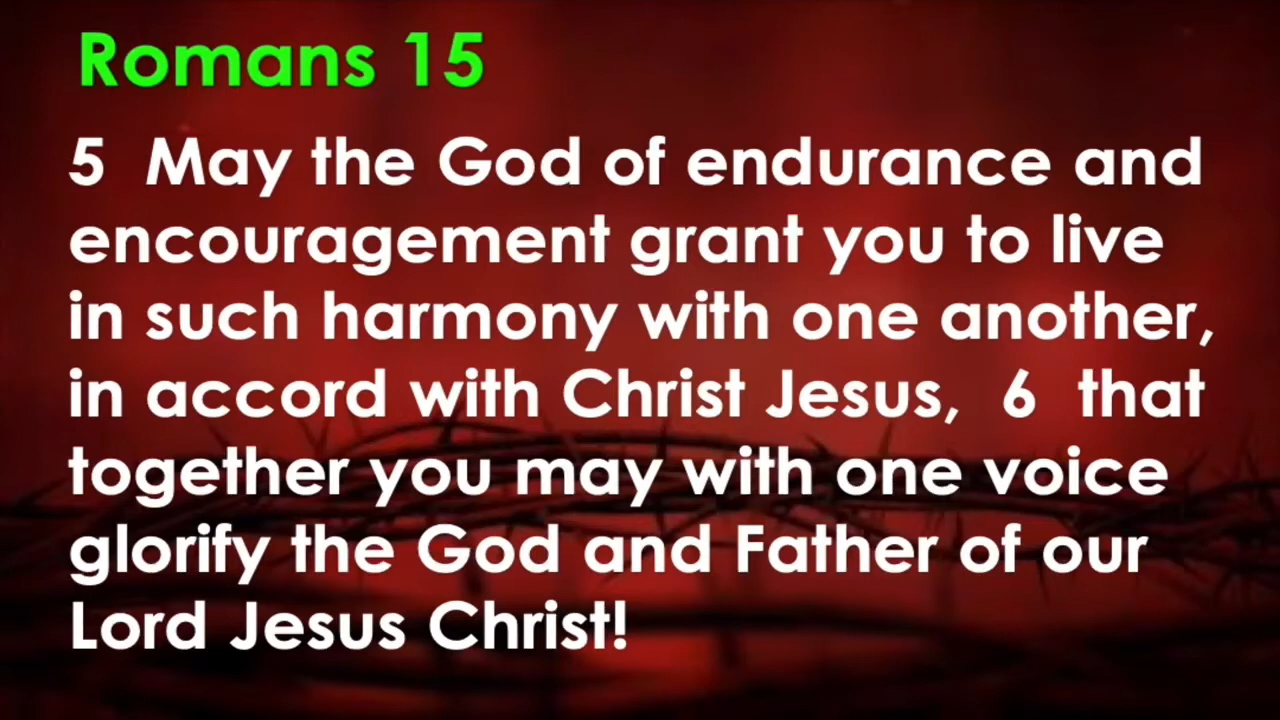 Romans 15
5 May the God of endurance and
encouragement grant you to live
in such harmony with one another,
in accord with Christ Jesus, 6 that
together you may with one voice
glorify the God and Father of our
Lord Jesus Christ!